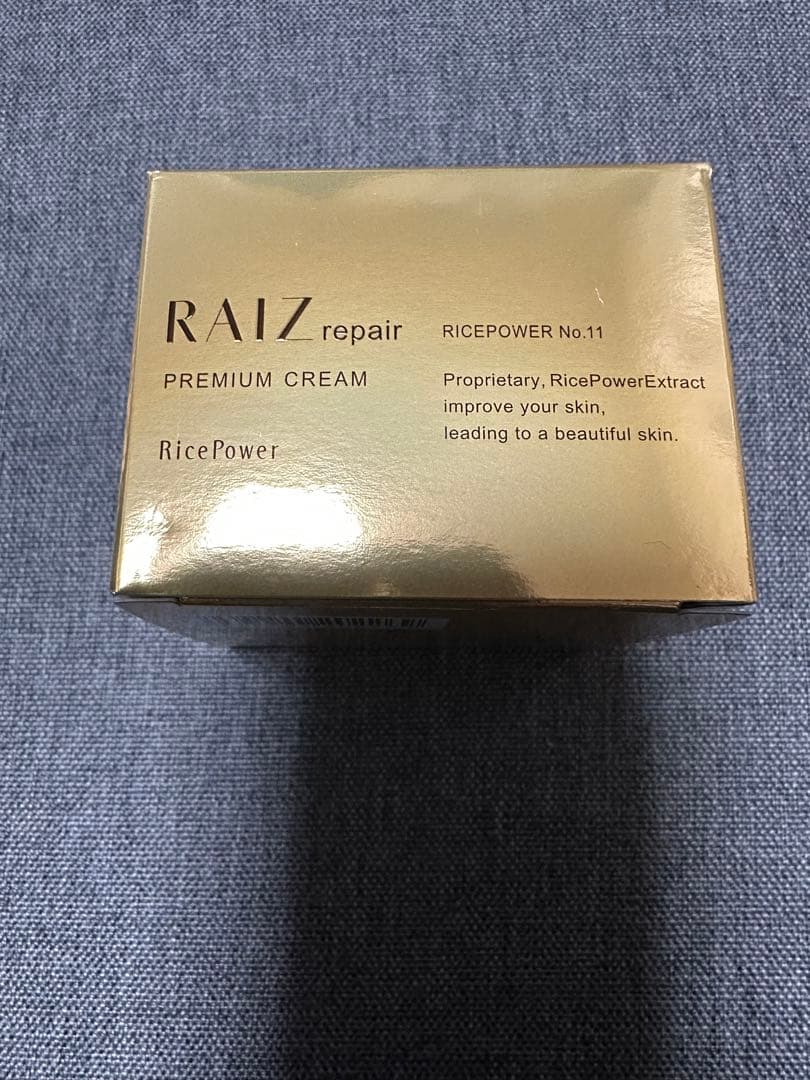 RAIZ repair
PREMIUM CREAM
RicePower
RICEPOWER No.11
Proprietary, RicePowerExtract
improve your skin,
leading to a beautiful skin.